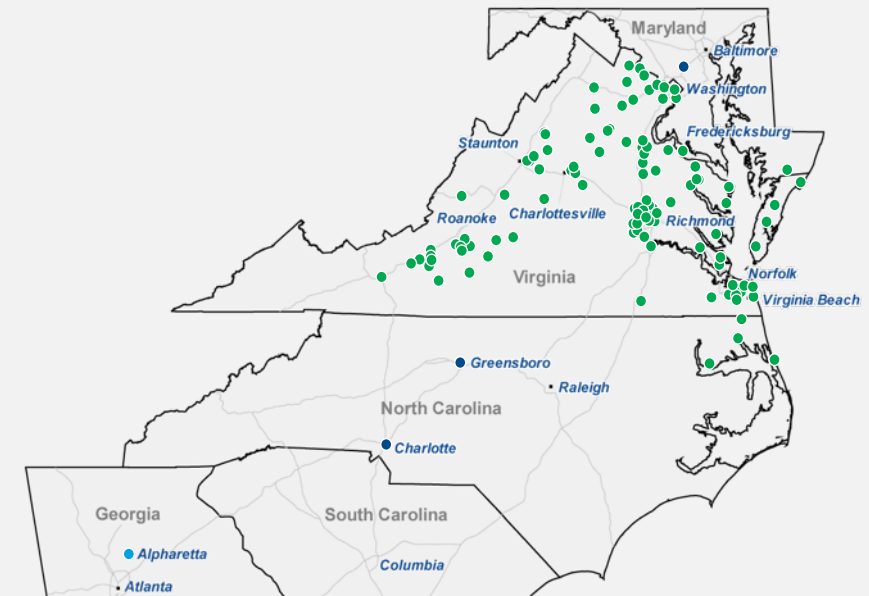 Maryland
Baltimore
Washington
Fredericksburg
Staunton
Roanoke
Charlottesville
Richmond
Virginia
Norfolk
Virginia Beach
Greensboro
Raleigh
North Carolina
Charlotte
Georgia
South Carolina
Alpharetta
Columbia
Atlanta